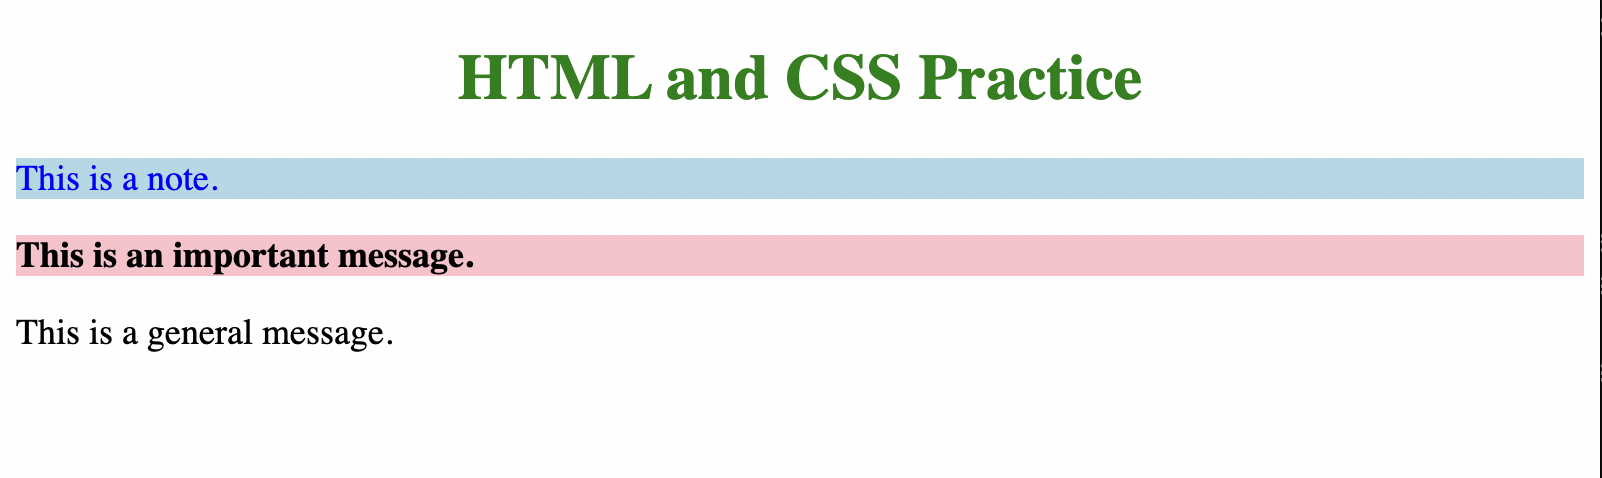 HTML and CSS Practice
This is a note.
This is an important message.
This is a general message.